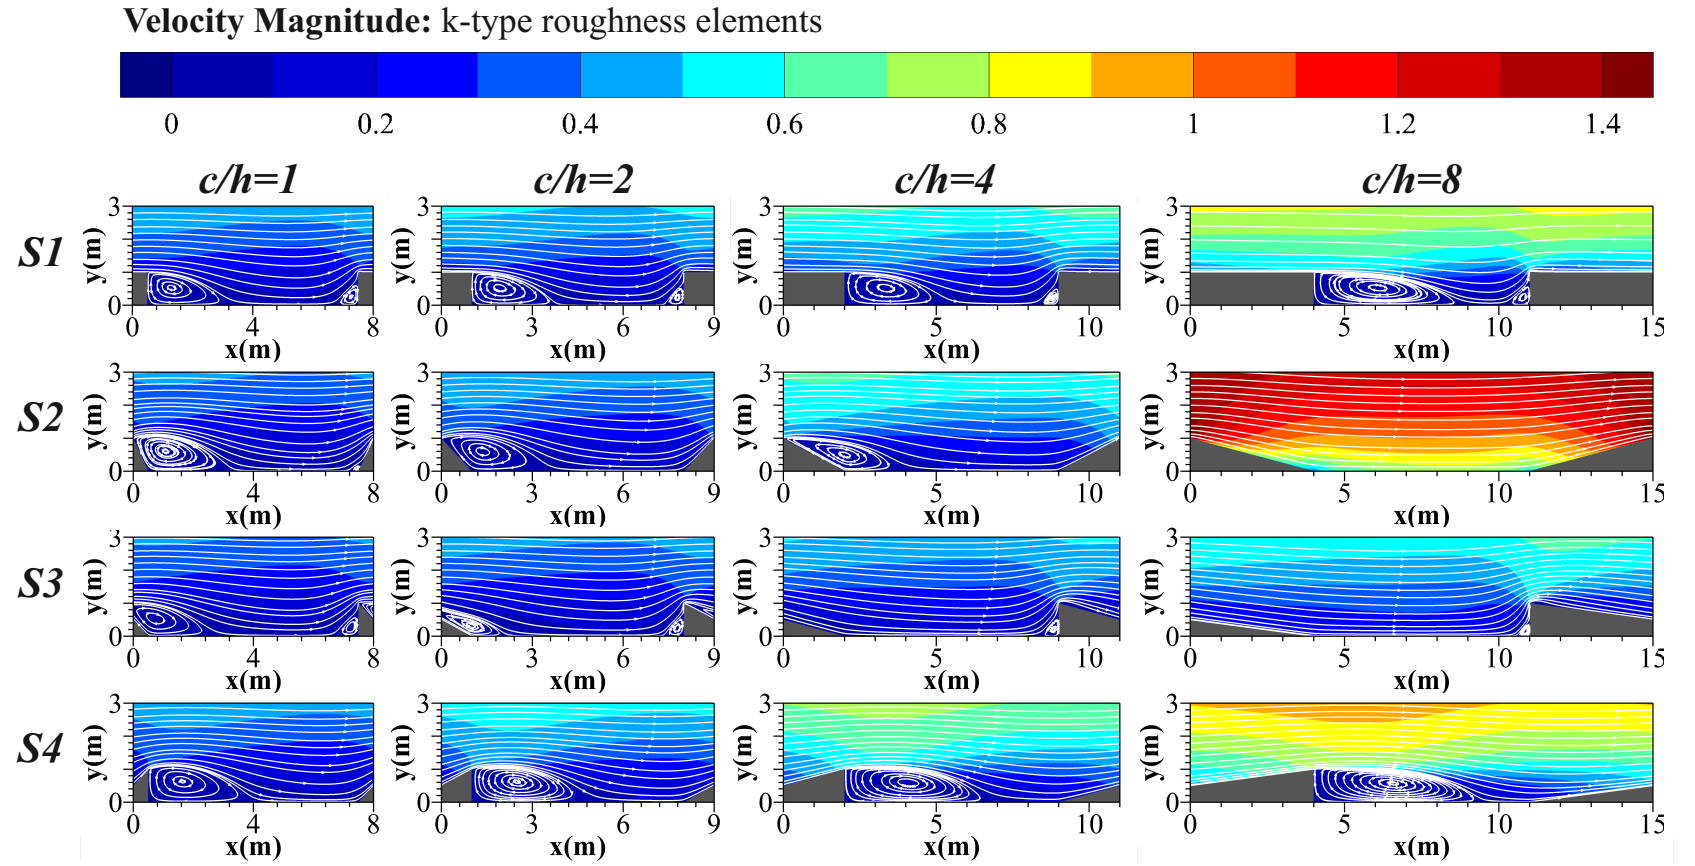 Velocity Magnitude: k-type roughness elements
0 0.2 0.4 0.6 0.8 1 1.2 1.4
c/h=1 c/h=2 c/h=4 c/h=8
S1
y(m) 3 0 0 4 8 x(m)
y(m) 3 0 0 3 6 9 x(m)
y(m) 3 0 0 5 10 x(m)
y(m) 3 0 0 5 10 15 x(m)
S2
y(m) 3 0 0 4 8 x(m)
y(m) 3 0 0 3 6 9 x(m)
y(m) 3 0 0 5 10 x(m)
y(m) 3 0 0 5 10 15 x(m)
S3
y(m) 3 0 0 4 8 x(m)
y(m) 3 0 0 3 6 9 x(m)
y(m) 3 0 0 5 10 x(m)
y(m) 3 0 0 5 10 15 x(m)
S4
y(m) 3 0 0 4 8 x(m)
y(m) 3 0 0 3 6 9 x(m)
y(m) 3 0 0 5 10 x(m)
y(m) 3 0 0 5 10 15 x(m)